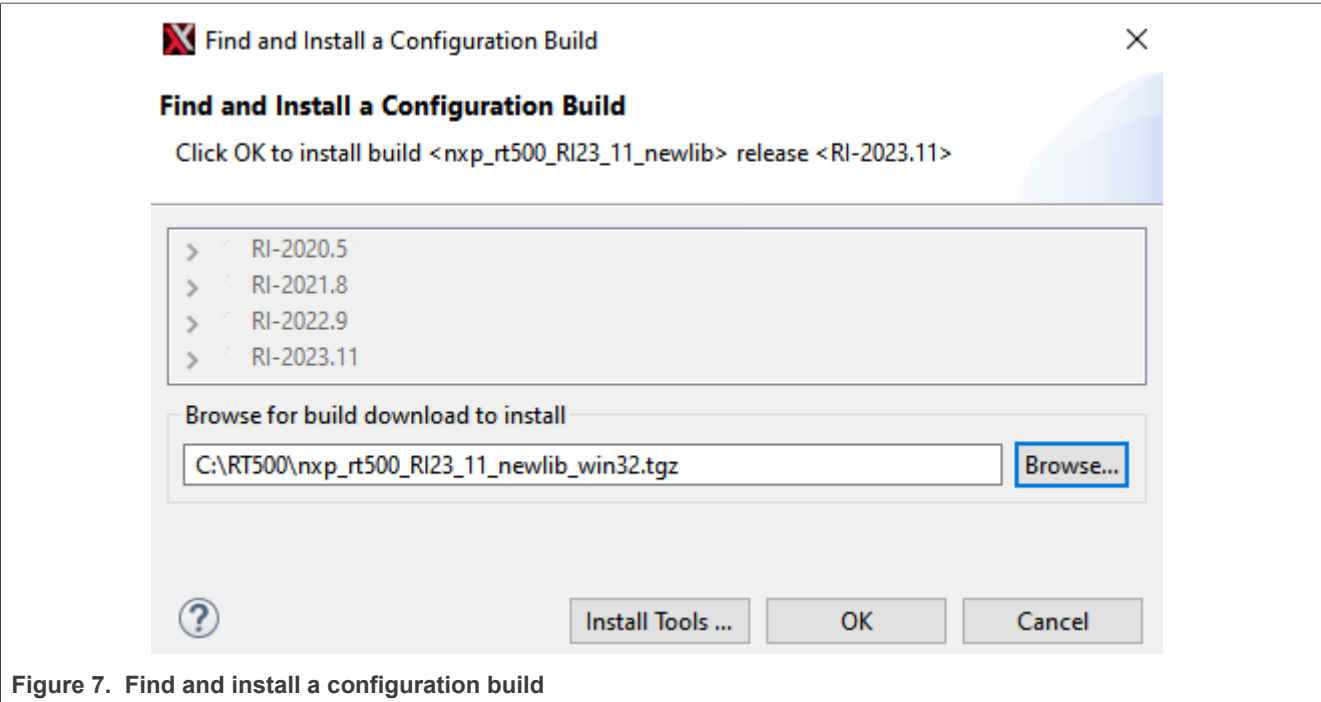 Find and Install a Configuration Build
Find and Install a Configuration Build
Click OK to install build <nxp_rt500_RI23_11_newlib> release <RI-2023.11>
RI-2020.5
RI-2021.8
RI-2022.9
RI-2023.11
Browse for build download to install
C:\RT500\nxp_rt500_RI23_11_newlib_win32.tgz
Browse...
?
Install Tools ...
OK
Cancel
Figure 7. Find and install a configuration build